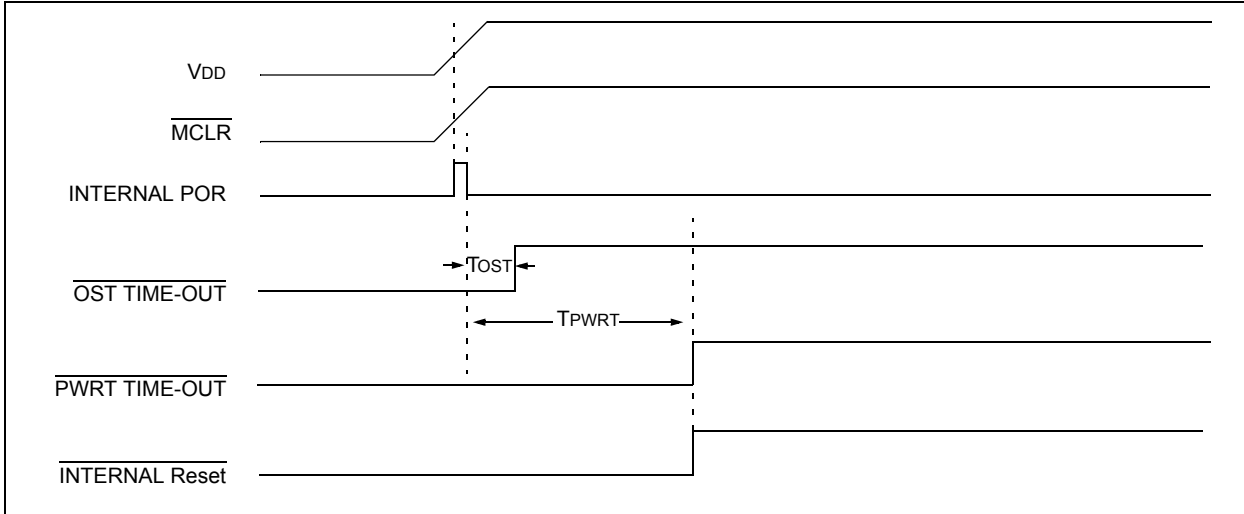 VDD
MCLR
INTERNAL POR
TOST
OST TIME-OUT
TPWRT
PWRT TIME-OUT
INTERNAL Reset